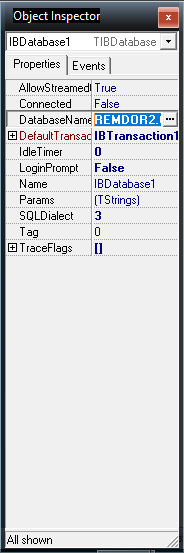 Object Inspector
IBDatabase1 TIBDatabase
Properties Events
AllowStreamed True
Connected False
DatabaseName REMDOR2.
DefaultTransac IBTransaction1
IdleTimer 0
LoginPrompt False
Name IBDatabase1
Params (TStrings)
SQLDialect 3
Tag 0
TraceFlags []
All shown